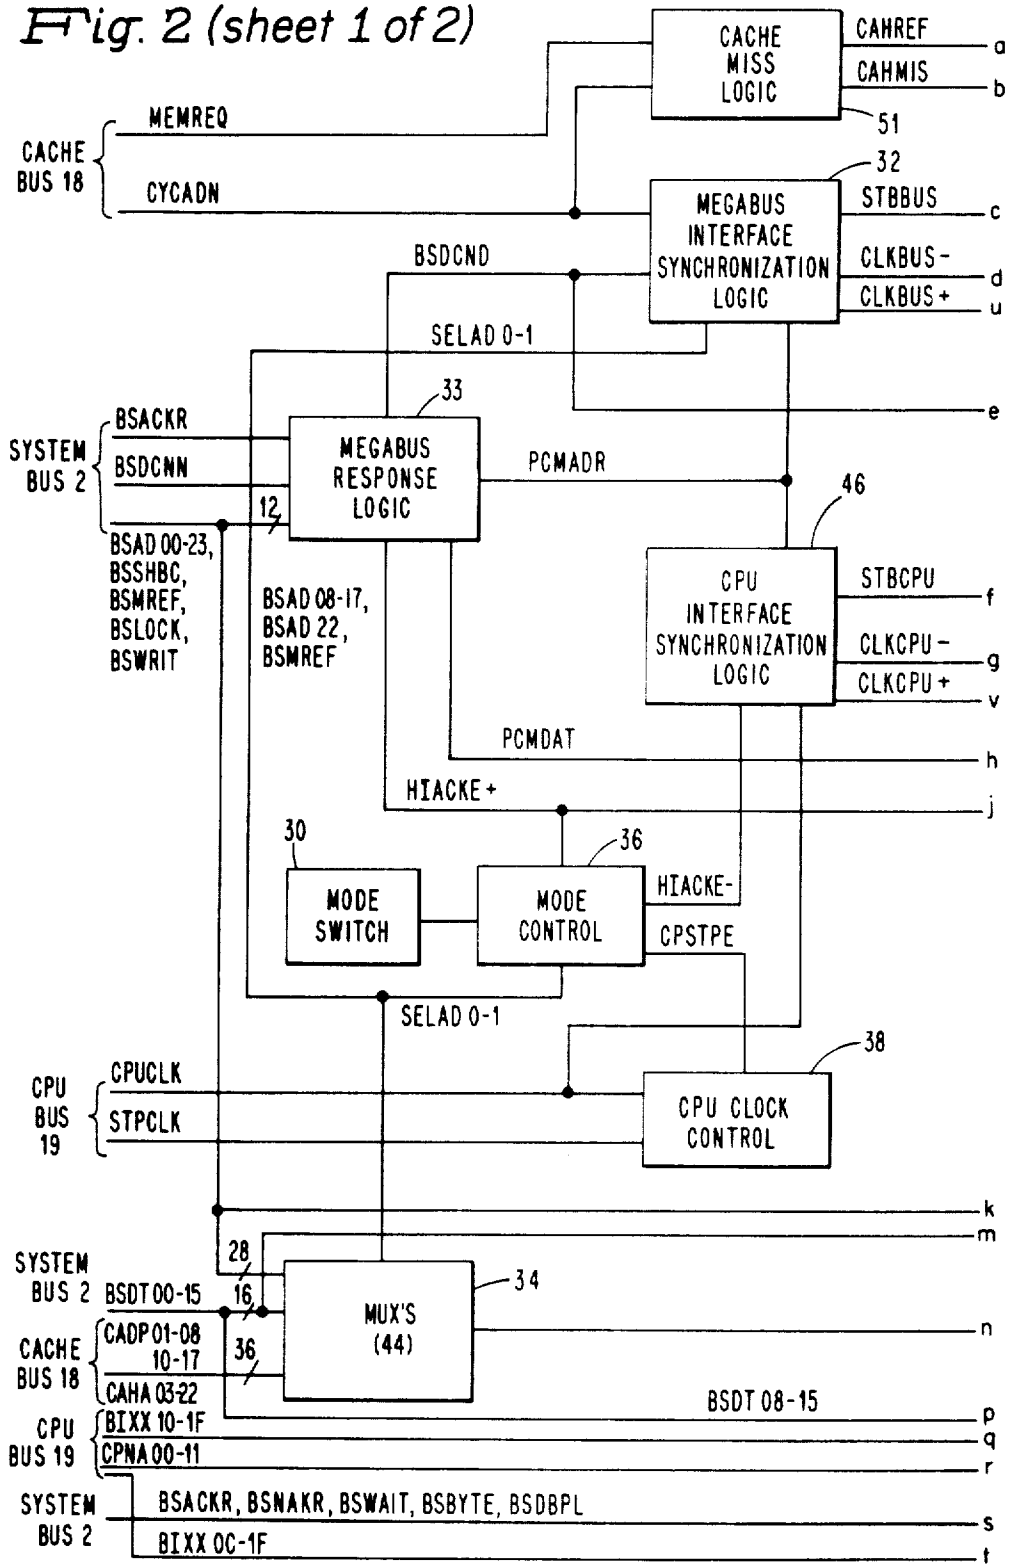 Fig. 2 (sheet 1 of 2)
CACHE
MISS
LOGIC
CAHREF
a
CAHMIS
b
51
MEMREQ
CACHE
BUS 18
CYCADN
32
MEGABUS
INTERFACE
SYNCHRONIZATION
LOGIC
STBBUS
c
CLKBUS-
d
CLKBUS+
u
BSDCND
SELAD 0-1
e
33
SYSTEM
BUS 2
BSACKR
BSDCNN
12
MEGABUS
RESPONSE
LOGIC
PCMADR
46
BSAD 00-23,
BSSHBC,
BSMREF,
BSLOCK,
BSWRIT
BSAD 08-17,
BSAD 22,
BSMREF
CPU
INTERFACE
SYNCHRONIZATION
LOGIC
STBCPU
f
CLKCPU-
g
CLKCPU+
v
PCMDAT
h
HIACKE+
j
30
MODE
SWITCH
36
MODE
CONTROL
HIACKE-
CPSTPE
SELAD 0-1
38
CPU
BUS
19
CPUCLK
STPCLK
CPU CLOCK
CONTROL
k
m
SYSTEM
BUS 2
28
BSDT 00-15
16
34
MUX'S
(44)
n
CACHE
BUS 18
CADP 01-08
10-17
36
CAHA 03-22
BSDT 08-15
p
CPU
BUS 19
BIXX 10-1F
q
CPNA 00-11
r
SYSTEM
BUS 2
BSACKR, BSNAKR, BSWAIT, BSBYTE, BSDBPL
s
BIXX 0C-1F
t